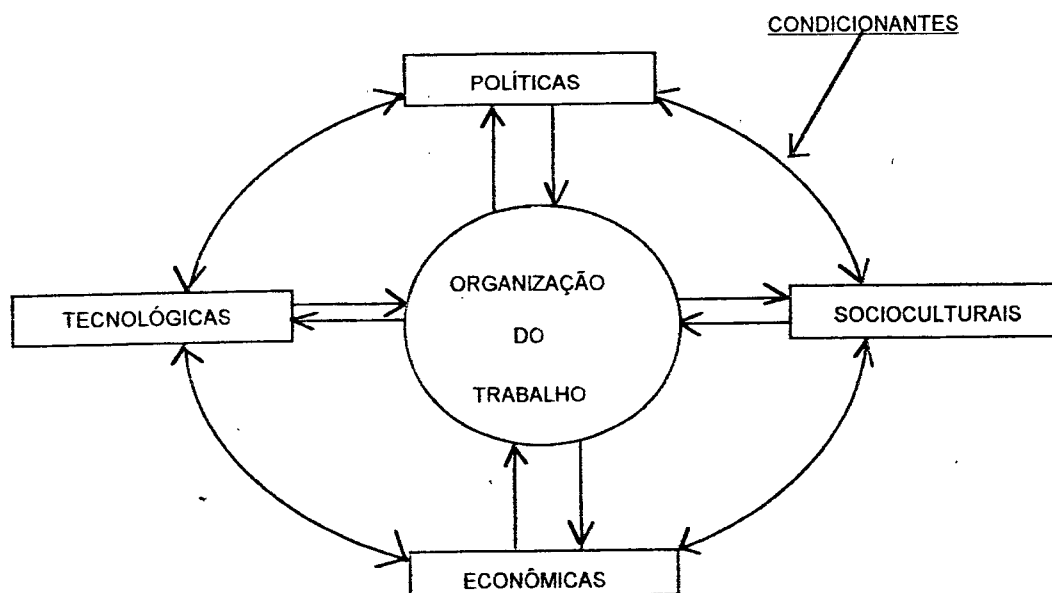 CONDICIONANTES
POLÍTICAS
ORGANIZAÇÃO
DO
TRABALHO
TECNOLÓGICAS
SOCIOCULTURAIS
ECONÔMICAS